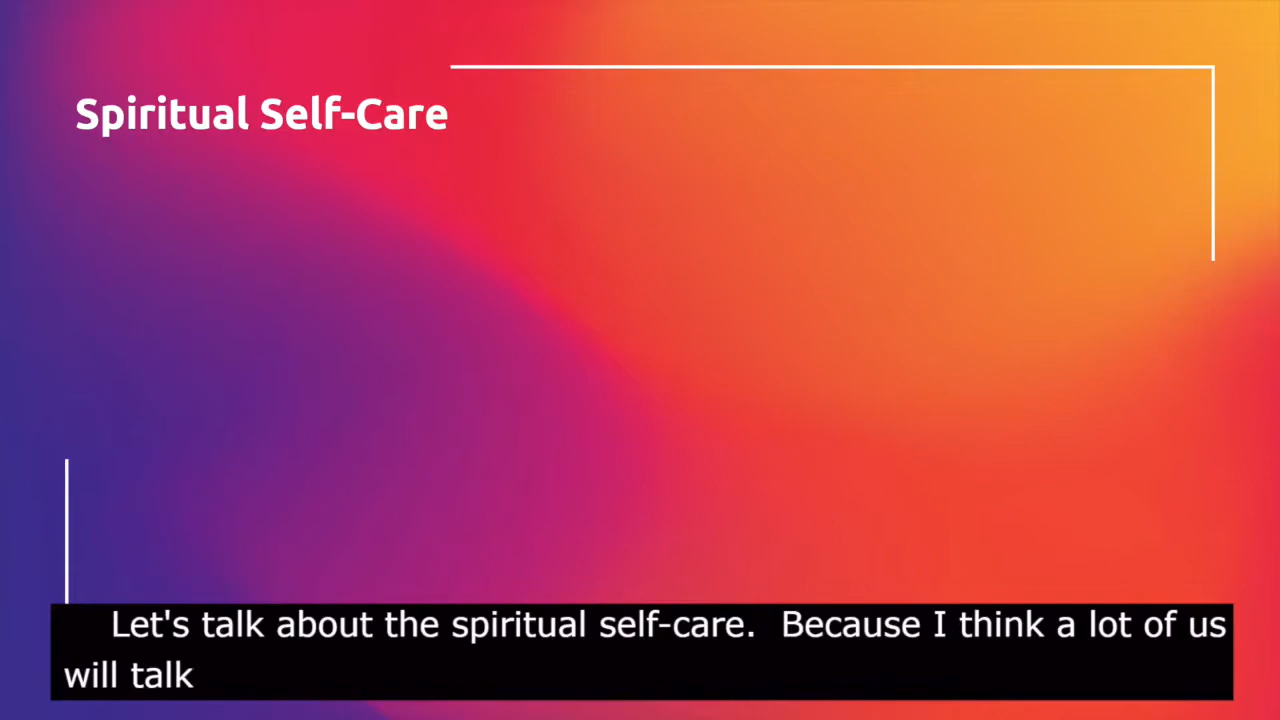 Spiritual Self-Care
Let's talk about the spiritual self-care.  Because I think a lot of us
will talk